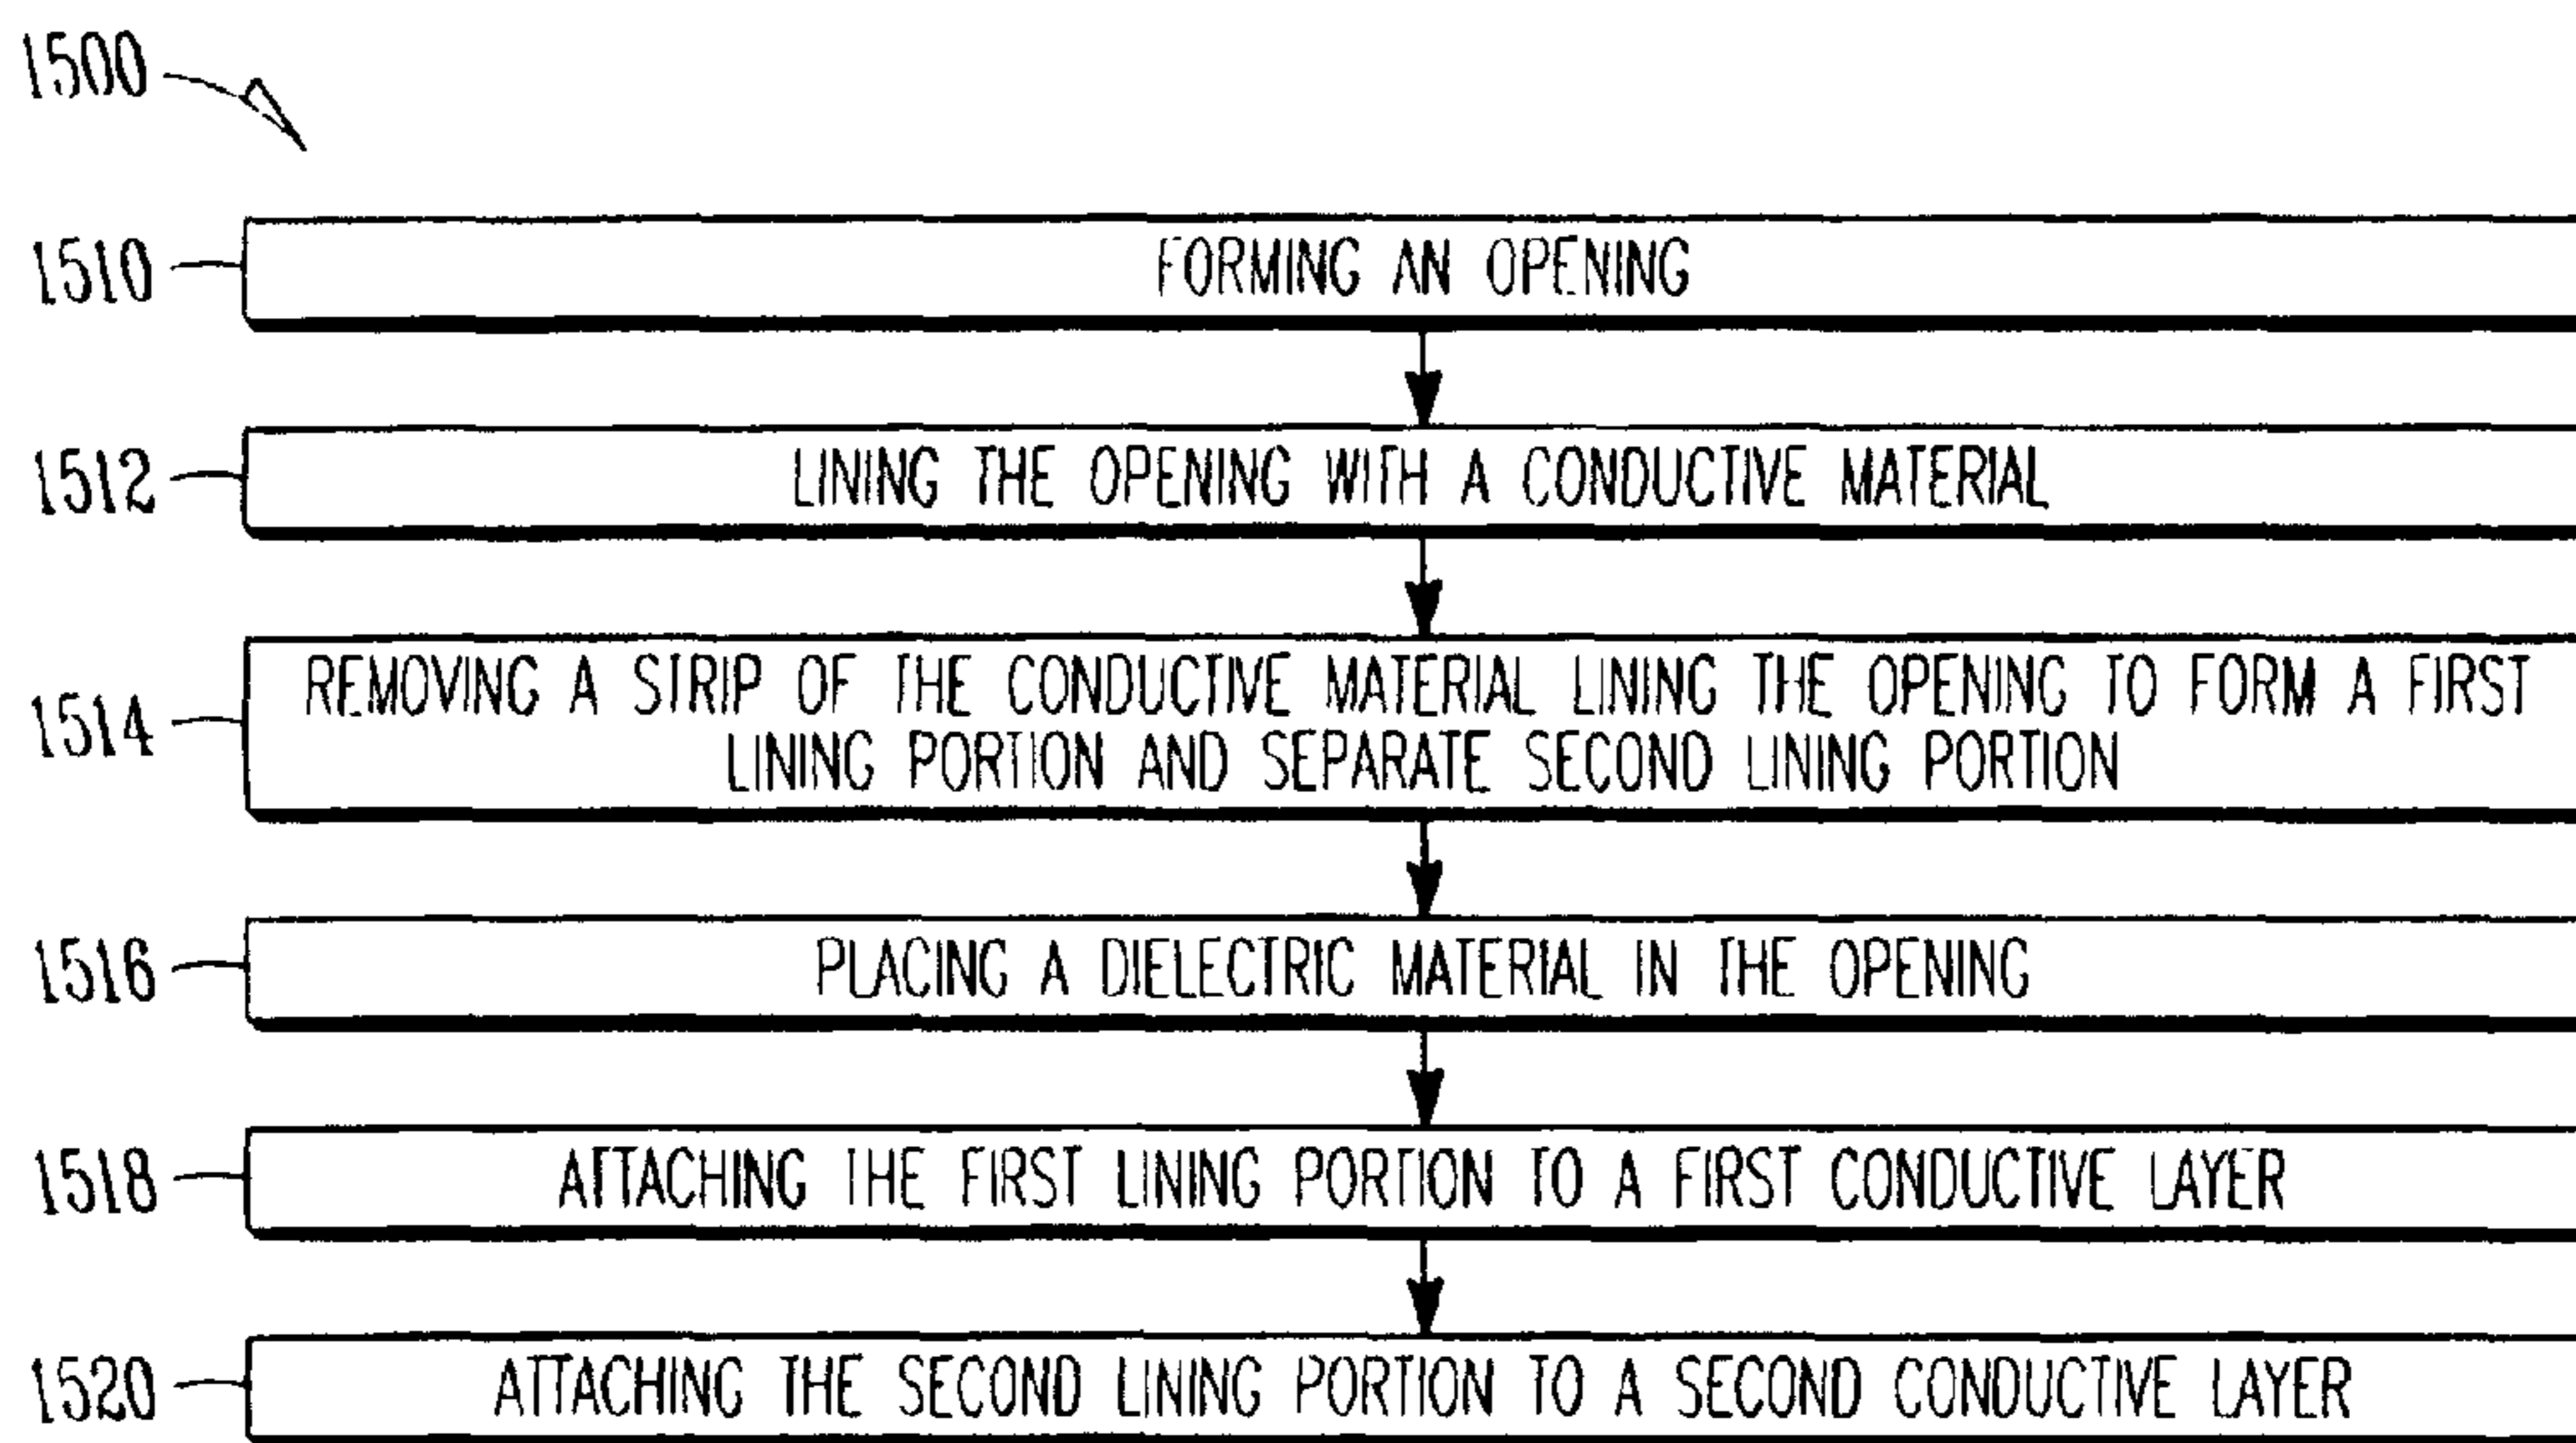 1500
1510 FORMING AN OPENING
1512 LINING THE OPENING WITH A CONDUCTIVE MATERIAL
1514 REMOVING A STRIP OF THE CONDUCTIVE MATERIAL LINING THE OPENING TO FORM A FIRST
LINING PORTION AND SEPARATE SECOND LINING PORTION
1516 PLACING A DIELECTRIC MATERIAL IN THE OPENING
1518 ATTACHING THE FIRST LINING PORTION TO A FIRST CONDUCTIVE LAYER
1520 ATTACHING THE SECOND LINING PORTION TO A SECOND CONDUCTIVE LAYER